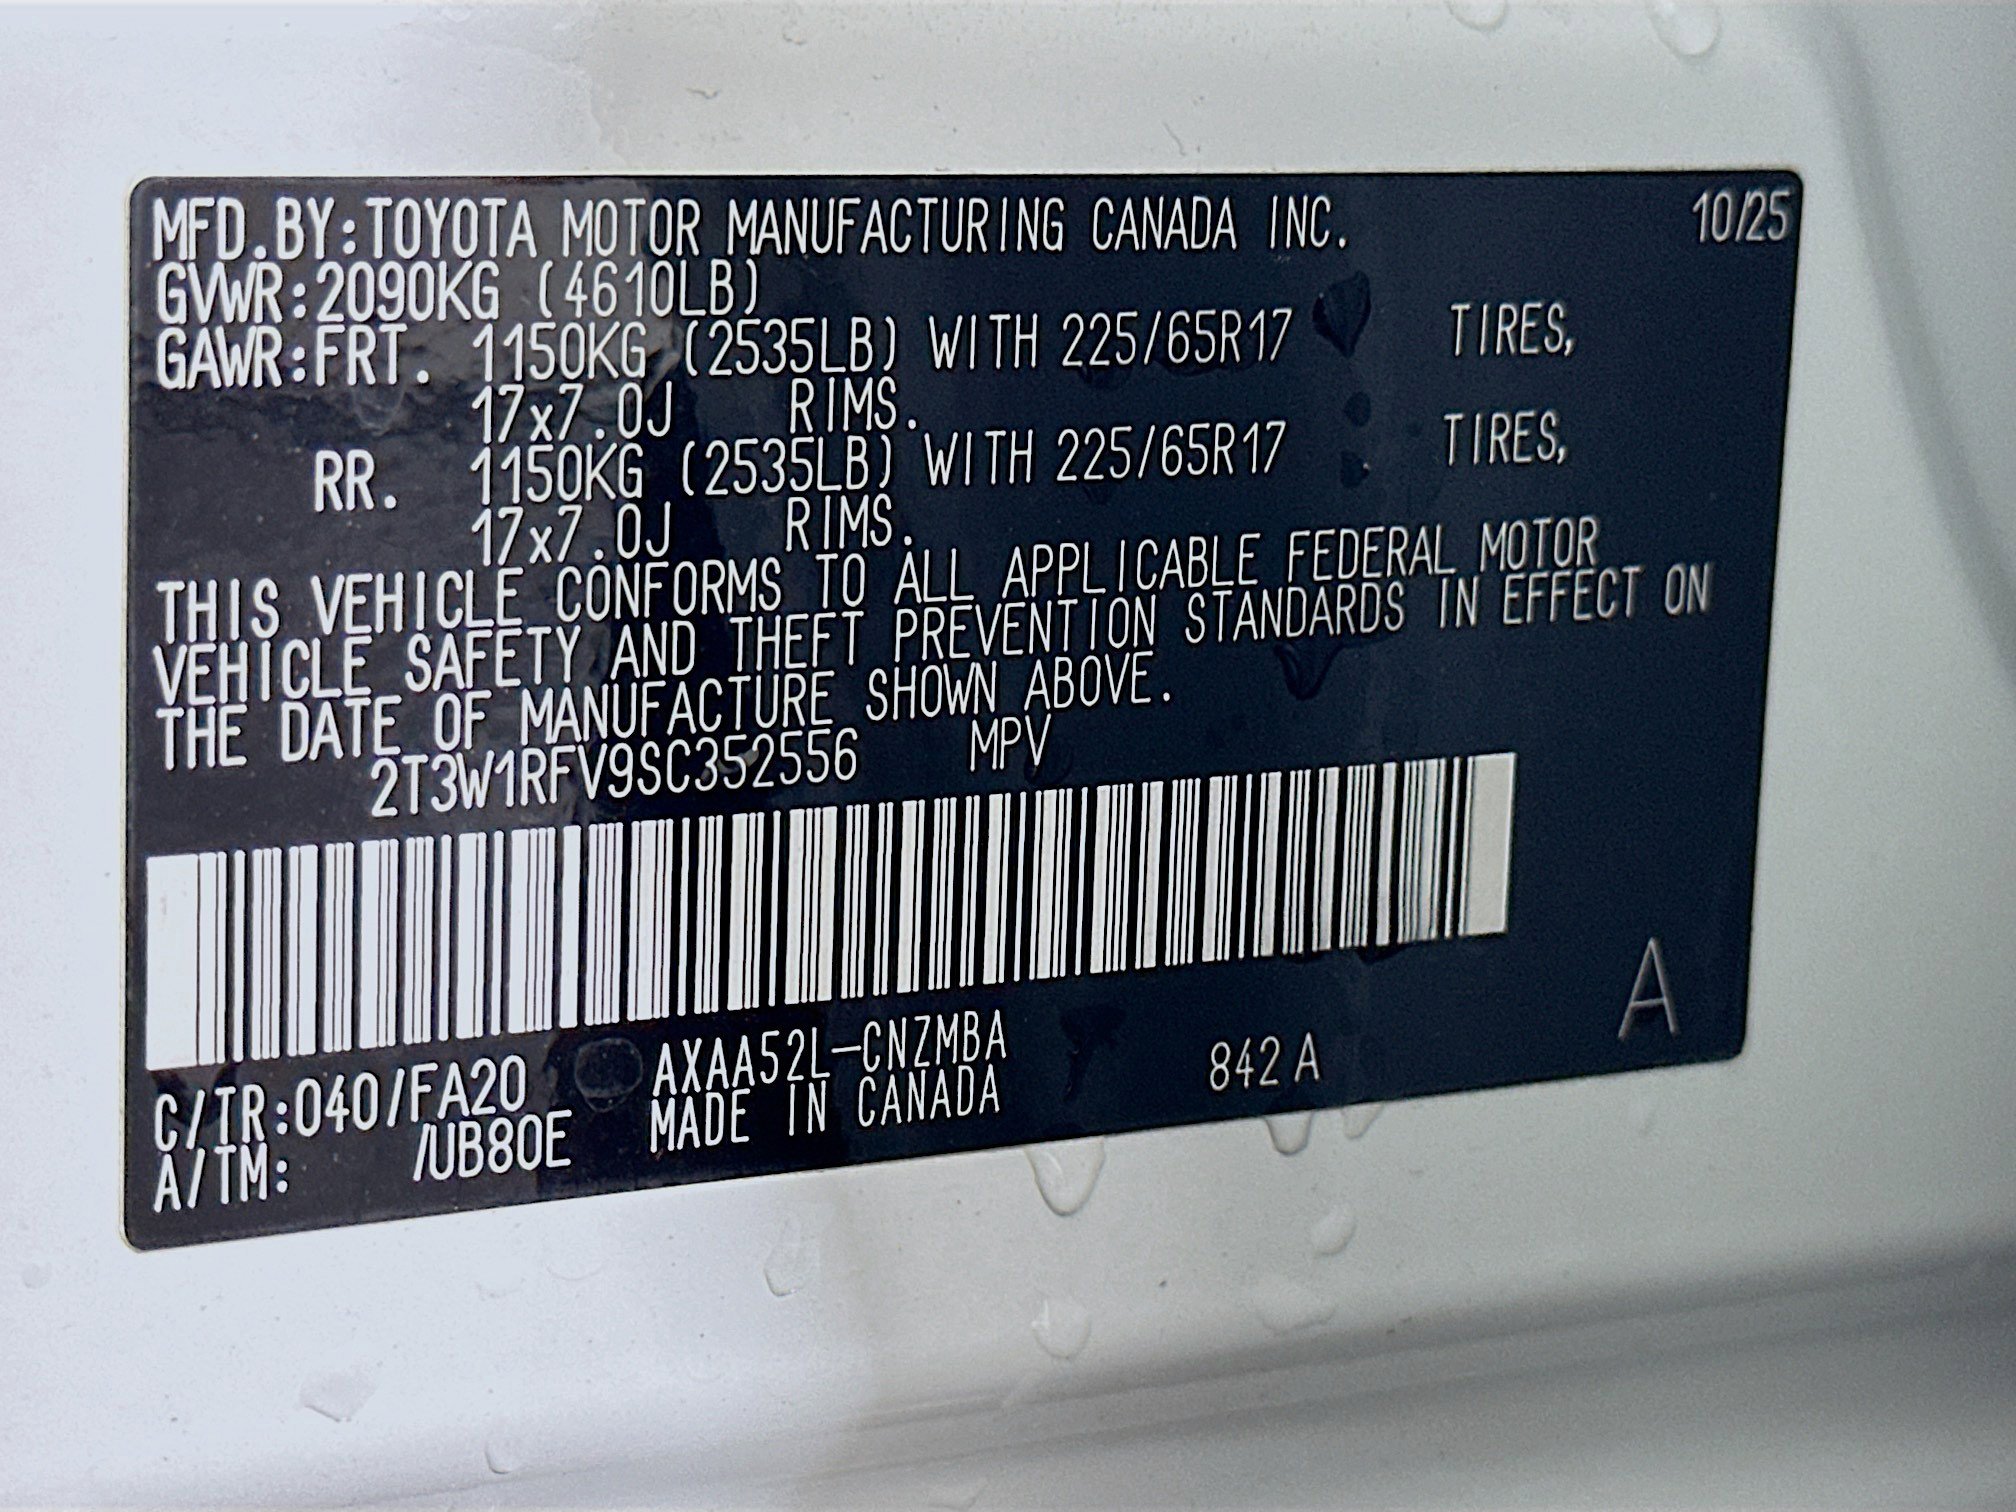 MFD.BY:TOYOTA MOTOR MANUFACTURING CANADA INC. 10/25
GVWR:2090KG (4610LB)
GAWR:FRT. 1150KG (2535LB) WITH 225/65R17 TIRES,
17x7.0J RIMS.
RR. 1150KG (2535LB) WITH 225/65R17 TIRES,
17x7.0J RIMS.
THIS VEHICLE CONFORMS TO ALL APPLICABLE FEDERAL MOTOR
VEHICLE SAFETY AND THEFT PREVENTION STANDARDS IN EFFECT ON
THE DATE OF MANUFACTURE SHOWN ABOVE.
2T3W1RFV9SC352556 MPV
A
C/TR:040/FA20 AXAA52L-CNZMBA 842 A
A/TM: /UB80E MADE IN CANADA